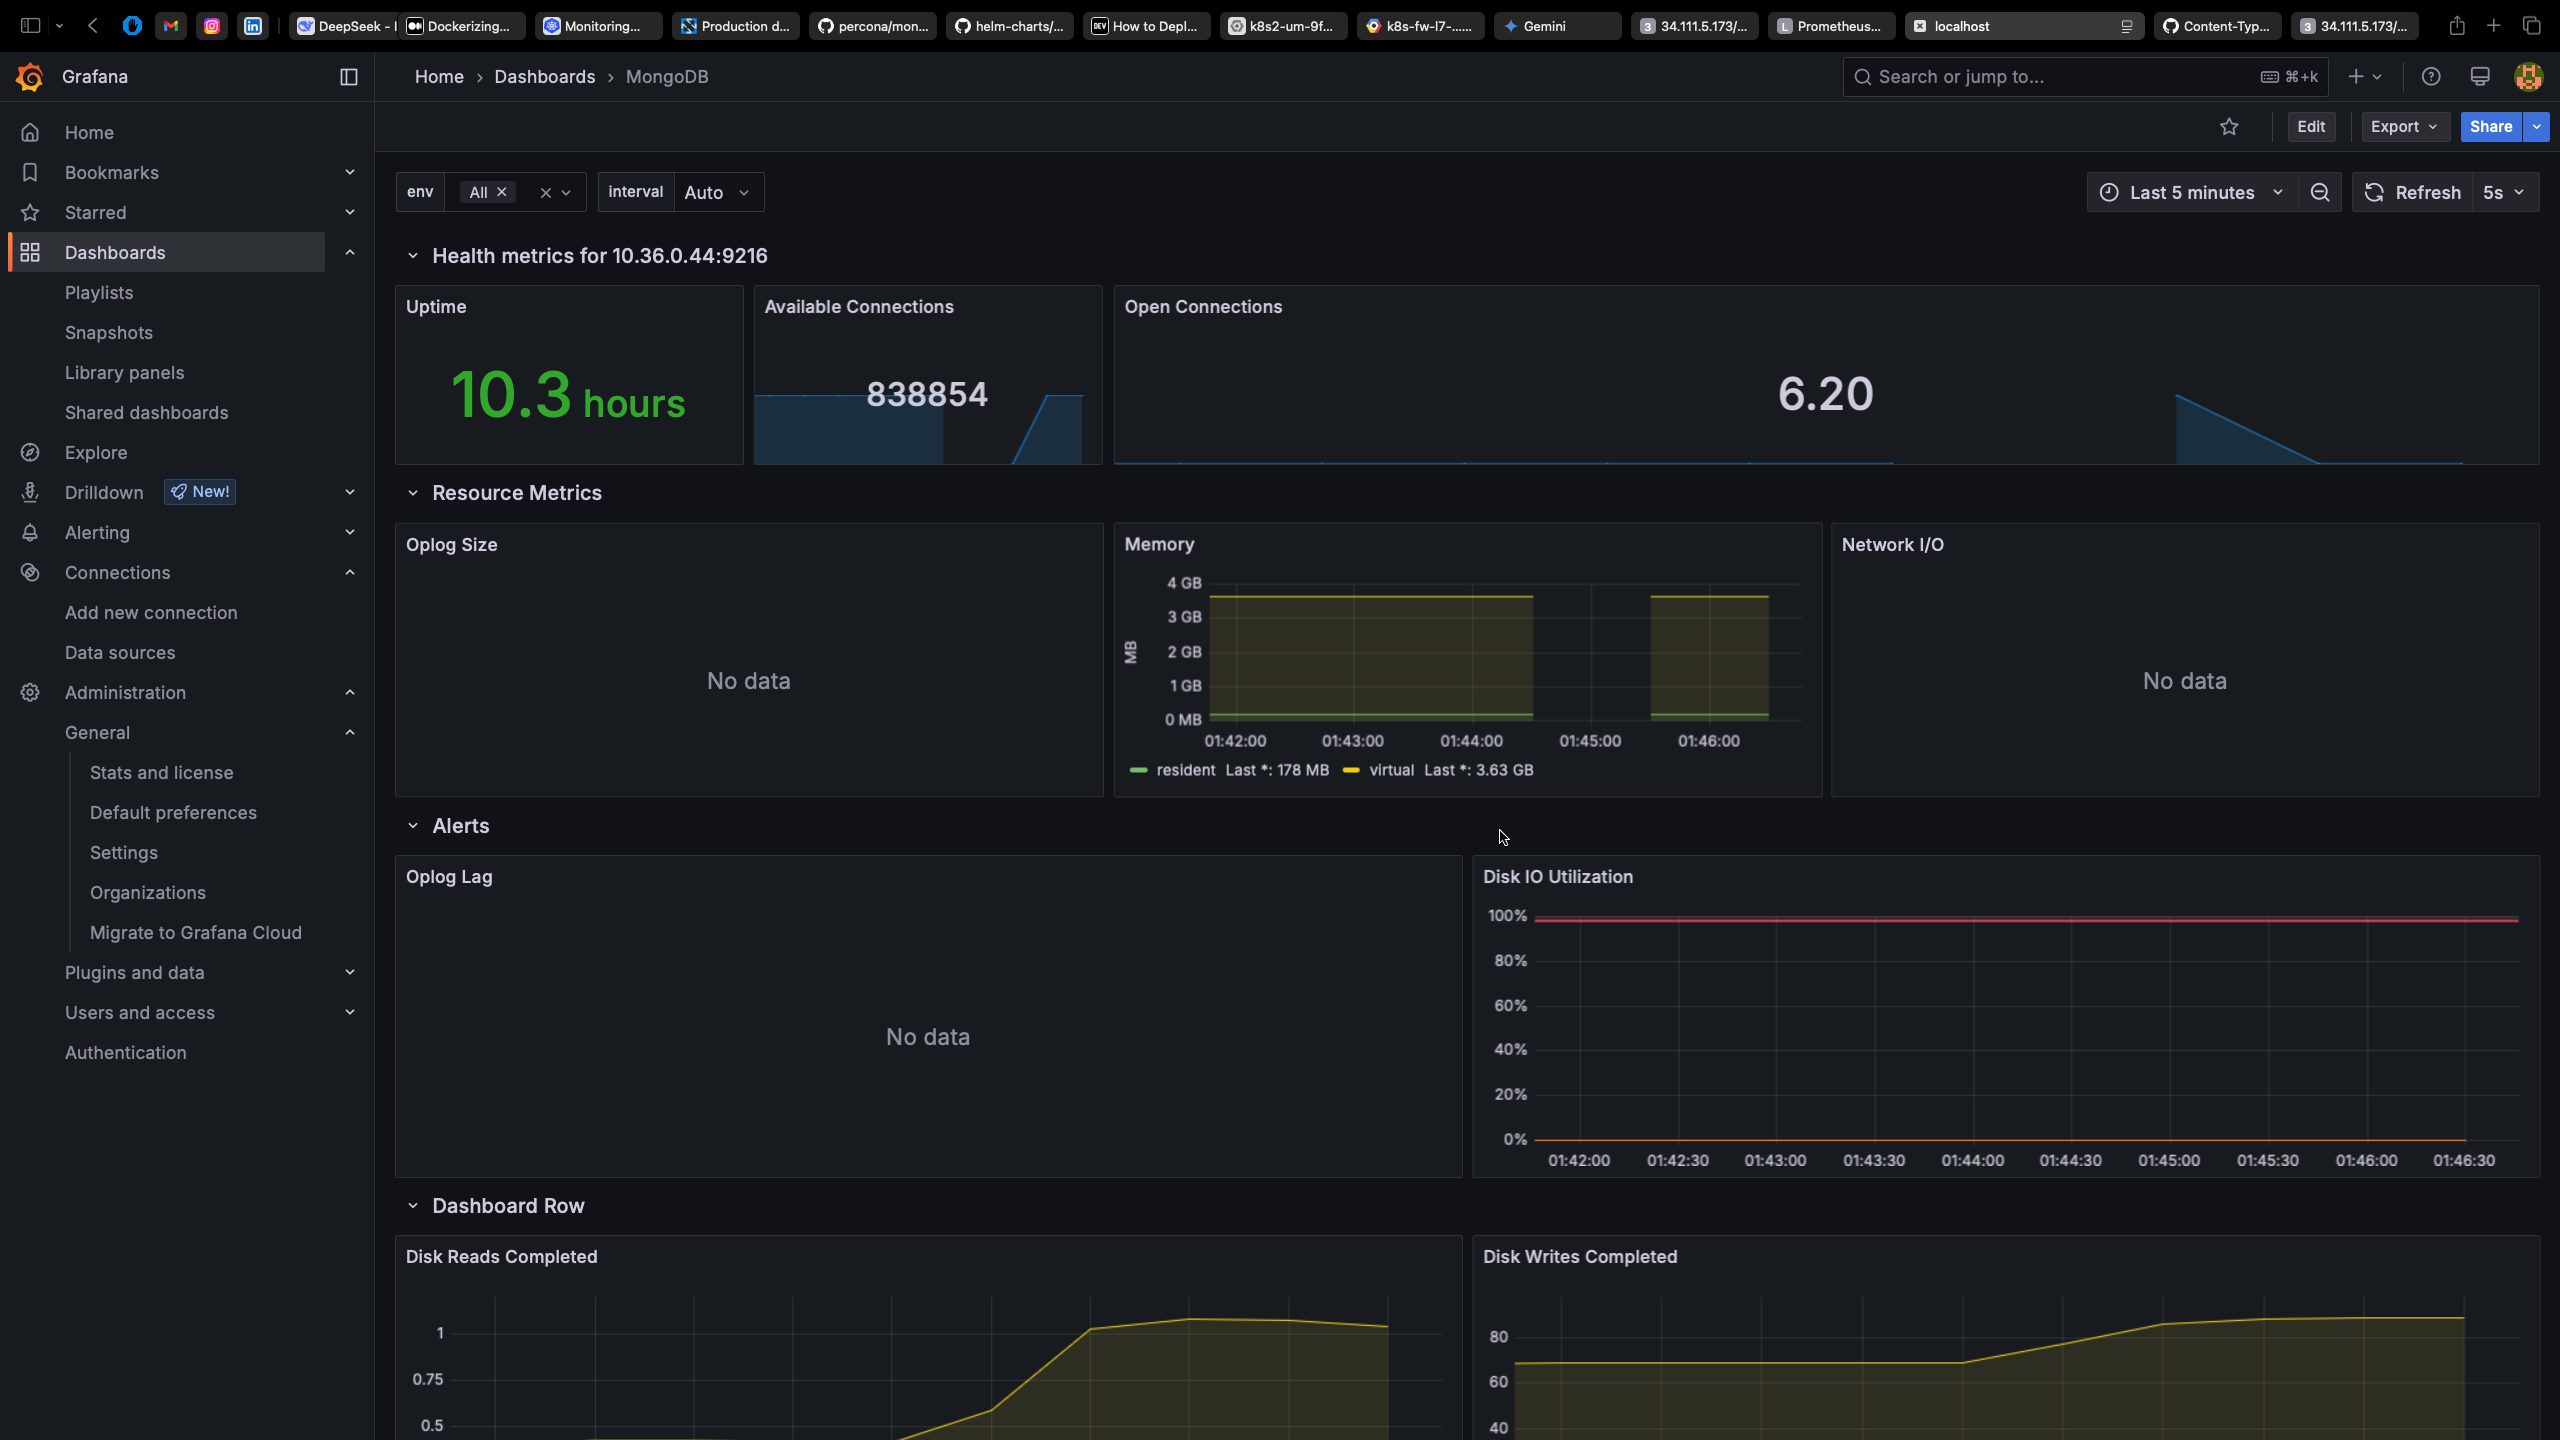 DeepSeek - I
Dockerizing...
Monitoring...
Production d...
percona/mon...
helm-charts/...
DEV
How to Depl...
k8s2-um-9f...
k8s-fw-l7-......
Gemini
3
34.111.5.173/...
L
Prometheus...
localhost
Content-Typ...
3
34.111.5.173/...
Grafana
Home › Dashboards › MongoDB
Search or jump to...
⌘+k
Edit
Export
Share
Home
Bookmarks
Starred
Dashboards
Playlists
Snapshots
Library panels
Shared dashboards
Explore
Drilldown
New!
Alerting
Connections
Add new connection
Data sources
Administration
General
Stats and license
Default preferences
Settings
Organizations
Migrate to Grafana Cloud
Plugins and data
Users and access
Authentication
env
All
interval
Auto
Last 5 minutes
Refresh
5s
Health metrics for 10.36.0.44:9216
Uptime
10.3 hours
Available Connections
838854
Open Connections
6.20
Resource Metrics
Oplog Size
No data
Memory
MB
4 GB
3 GB
2 GB
1 GB
0 MB
01:42:00 01:43:00 01:44:00 01:45:00 01:46:00
resident Last *: 178 MB virtual Last *: 3.63 GB
Network I/O
No data
Alerts
Oplog Lag
No data
Disk IO Utilization
100%
80%
60%
40%
20%
0%
01:42:00 01:42:30 01:43:00 01:43:30 01:44:00 01:44:30 01:45:00 01:45:30 01:46:00 01:46:30
Dashboard Row
Disk Reads Completed
1
0.75
0.5
Disk Writes Completed
80
60
40